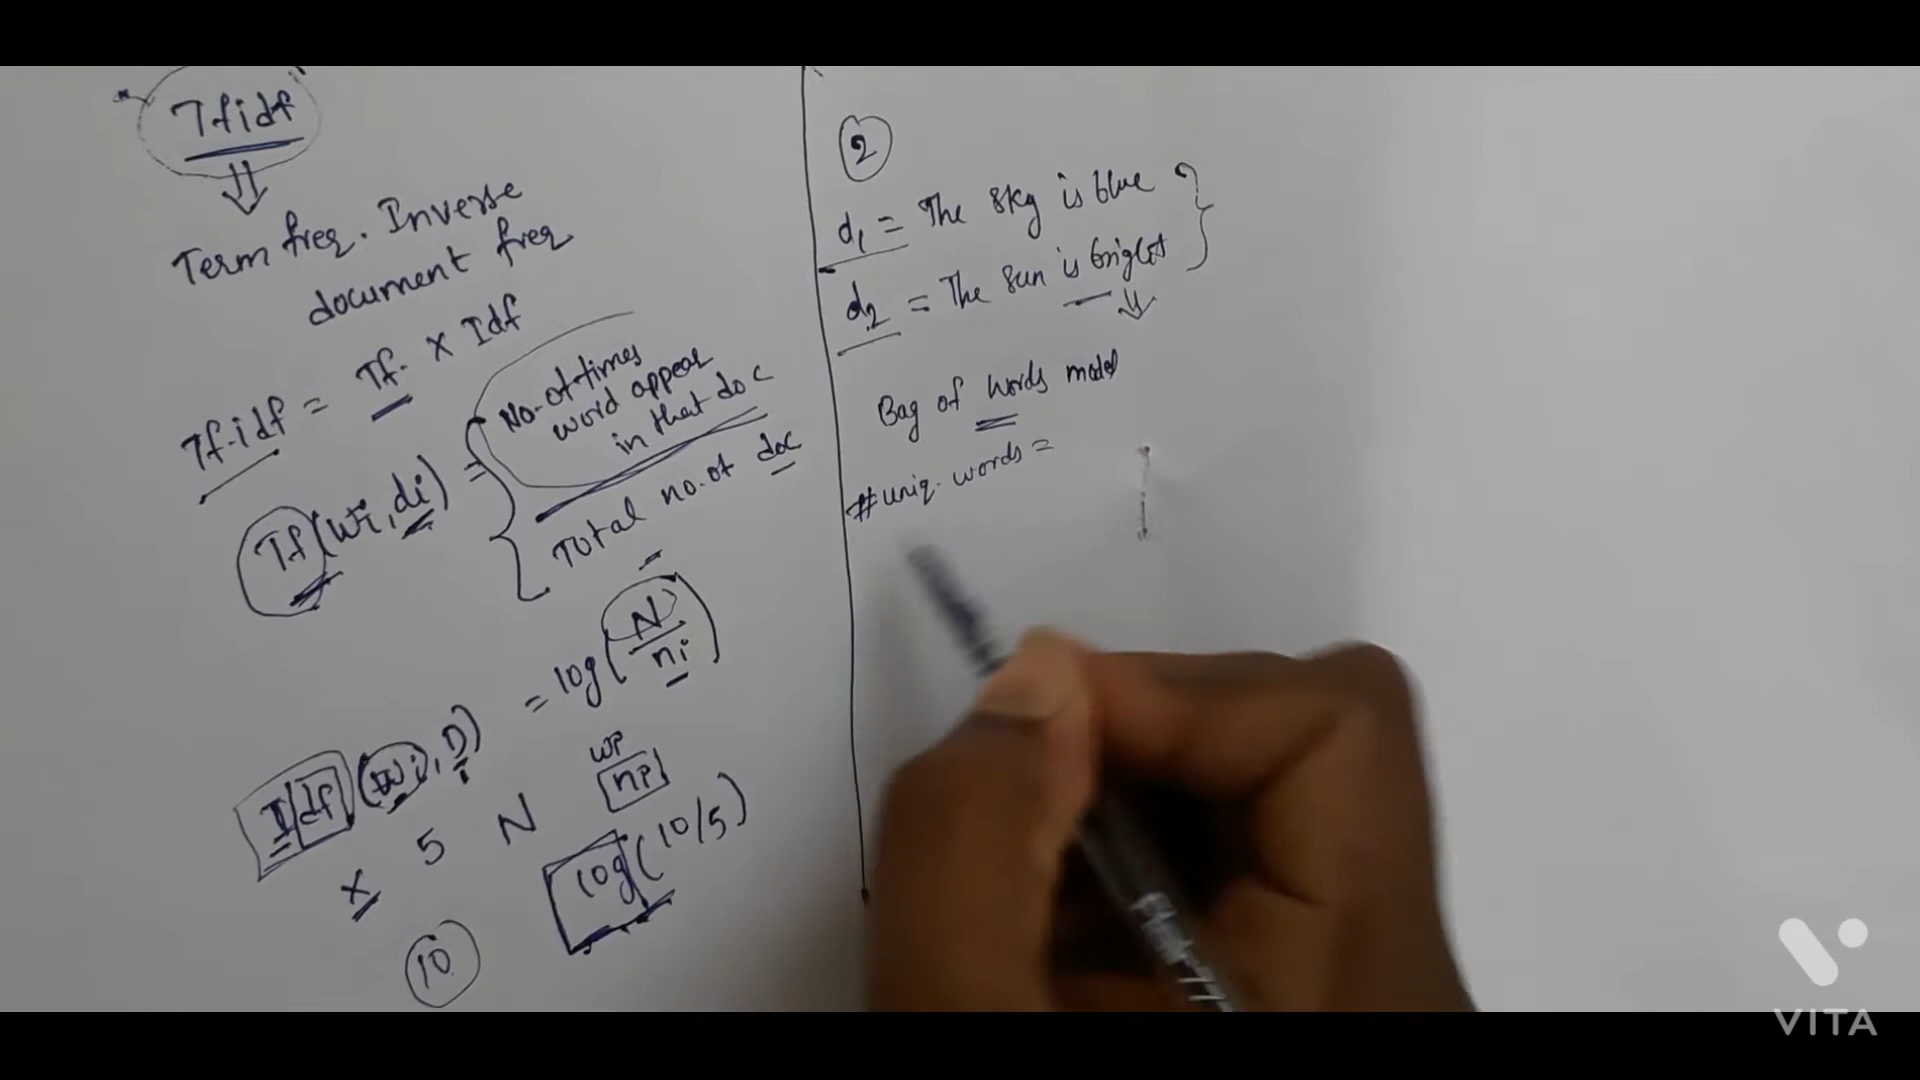 Tfidf
Term freq. Inverse
document freq
Tf-idf = Tf. x Idf
Tf(wi, di) = No. of times
word appear
in that doc
Total no. of doc
Idf(wi, D) = log(N/ni)
x 5 N wi ni
10 log(10/5)
2
d1 = The sky is blue
d2 = The sun is bright
Bag of words model
# uniq. words =
VITA